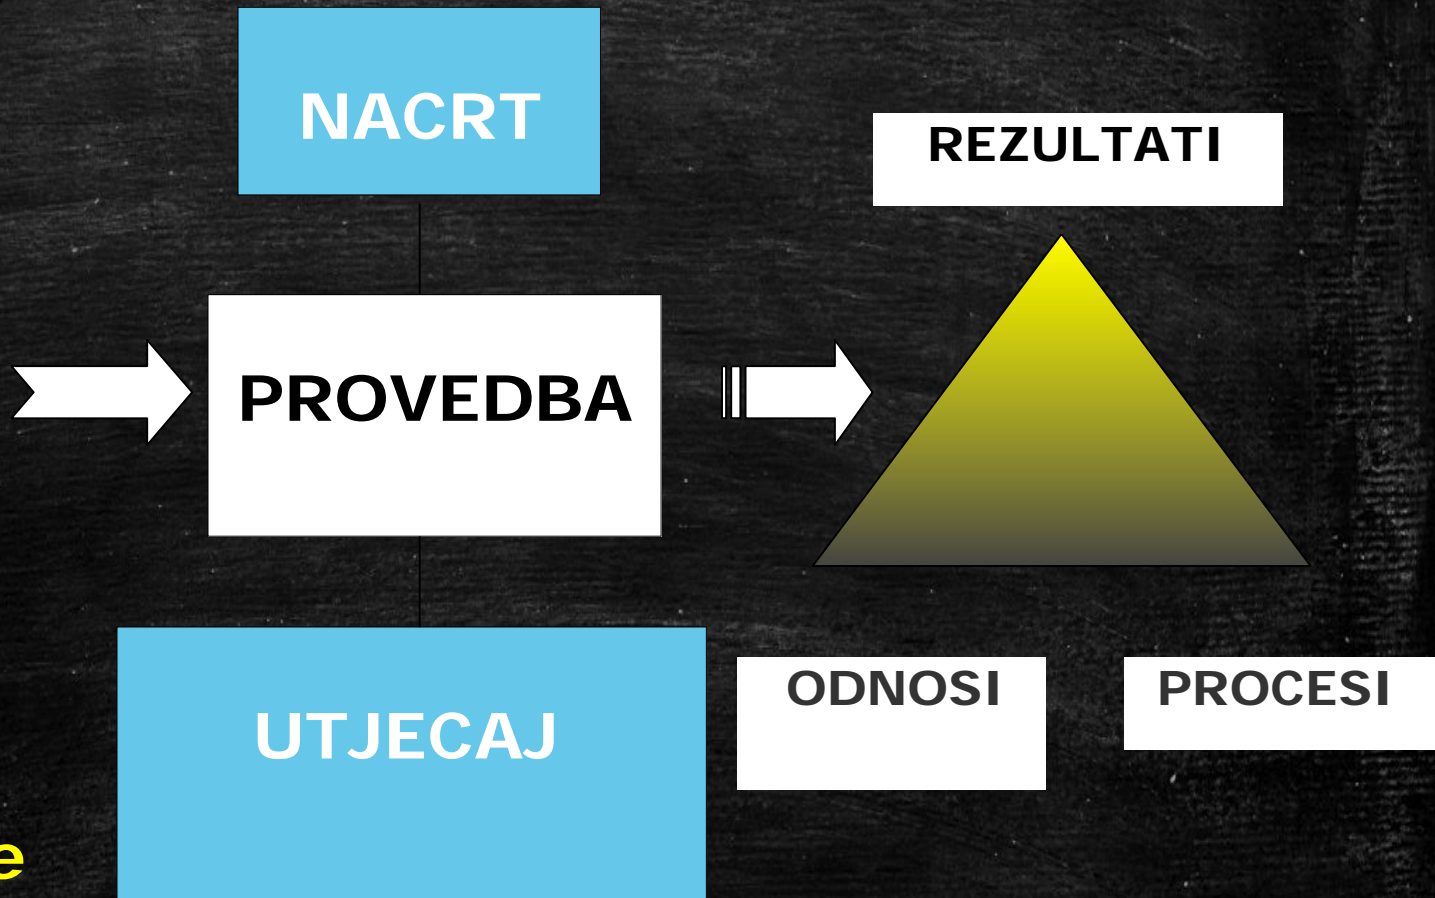 NACRT
REZULTATI
PROVEDBA
UTJECAJ
ODNOSI
PROCESI
e